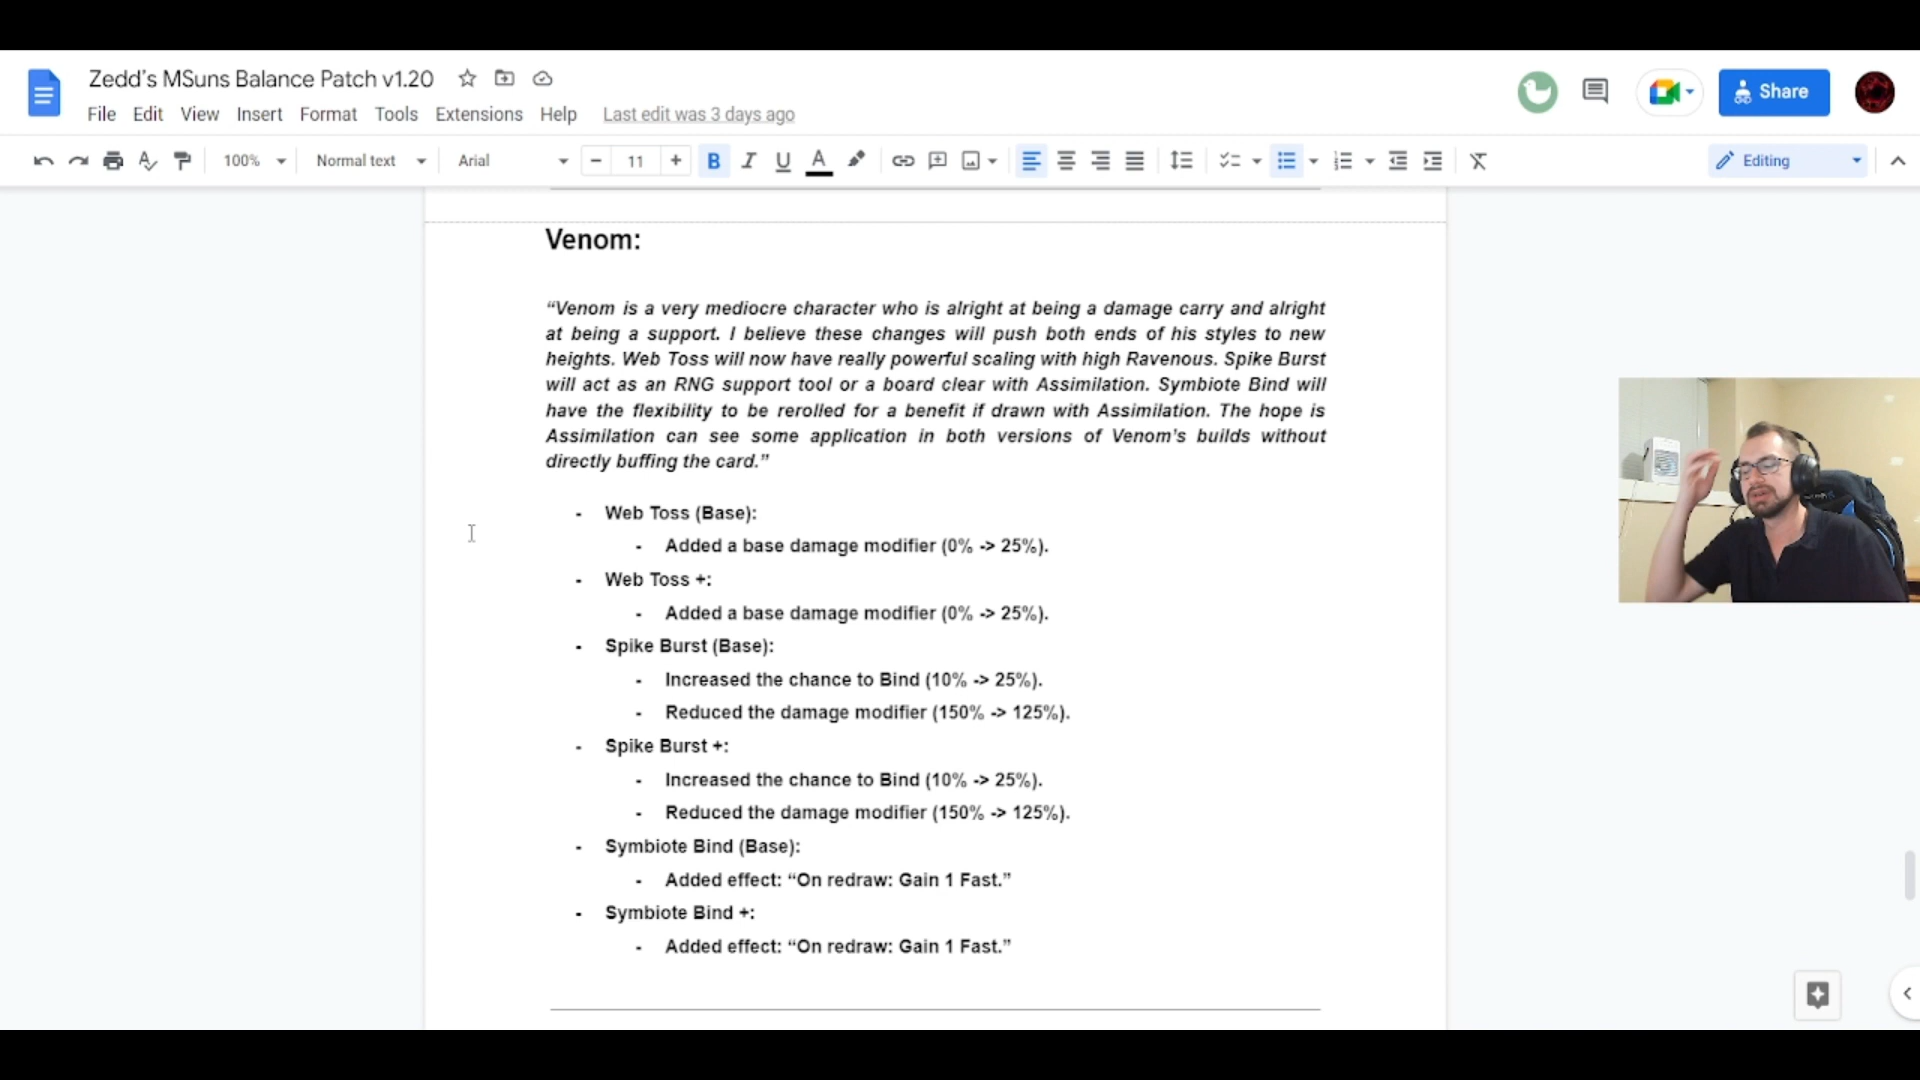 Zedd's MSuns Balance Patch v1.20
File Edit View Insert Format Tools Extensions Help Last edit was 3 days ago
Share
100% Normal text Arial 11 Editing
Venom:
“Venom is a very mediocre character who is alright at being a damage carry and alright
at being a support. I believe these changes will push both ends of his styles to new
heights. Web Toss will now have really powerful scaling with high Ravenous. Spike Burst
will act as an RNG support tool or a board clear with Assimilation. Symbiote Bind will
have the flexibility to be rerolled for a benefit if drawn with Assimilation. The hope is
Assimilation can see some application in both versions of Venom's builds without
directly buffing the card.”
- Web Toss (Base):
- Added a base damage modifier (0% -> 25%).
- Web Toss +:
- Added a base damage modifier (0% -> 25%).
- Spike Burst (Base):
- Increased the chance to Bind (10% -> 25%).
- Reduced the damage modifier (150% -> 125%).
- Spike Burst +:
- Increased the chance to Bind (10% -> 25%).
- Reduced the damage modifier (150% -> 125%).
- Symbiote Bind (Base):
- Added effect: “On redraw: Gain 1 Fast.”
- Symbiote Bind +:
- Added effect: “On redraw: Gain 1 Fast.”